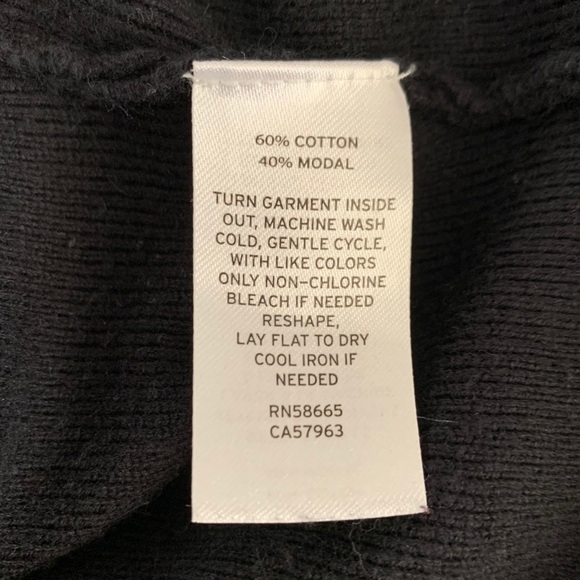 60% COTTON
40% MODAL
TURN GARMENT INSIDE
OUT, MACHINE WASH
COLD, GENTLE CYCLE,
WITH LIKE COLORS
ONLY NON-CHLORINE
BLEACH IF NEEDED
RESHAPE,
LAY FLAT TO DRY
COOL IRON IF
NEEDED
RN58665
CA57963